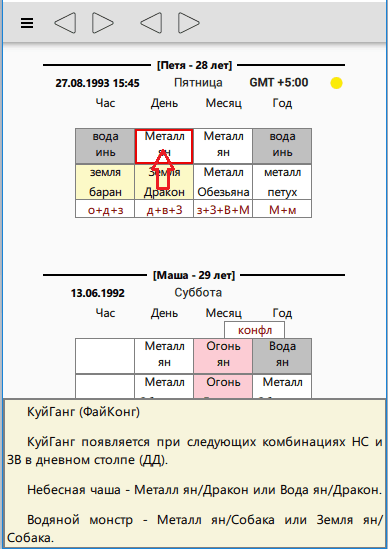 [Петя - 28 лет]
27.08.1993 15:45 Пятница GMT +5:00
Час День Месяц Год
вода Металл Металл вода
инь ян ян инь
земля Земля Металл металл
баран Дракон Обезьяна петух
о+д+з д+в+З з+З+В+М М+м
[Маша - 29 лет]
13.06.1992 Суббота
Час День Месяц Год
конфл
Металл Огонь Вода
ян ян ян
Металл Огонь Металл
КуйГанг (ФайКонг)
КуйГанг появляется при следующих комбинациях НС и
ЗВ в дневном столпе (ДД).
Небесная чаша - Металл ян/Дракон или Вода ян/Дракон.
Водяной монстр - Металл ян/Собака или Земля ян/
Собака.